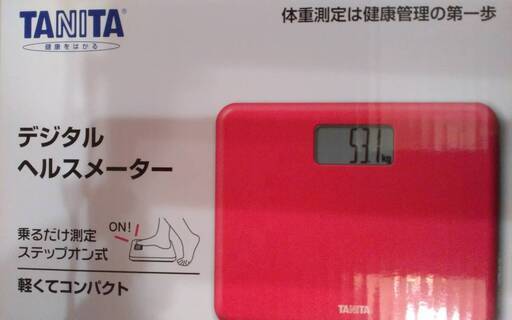 TANITA
健康をはかる
体重測定は健康管理の第一歩
デジタル
ヘルスメーター
乗るだけ測定
ステップオン式
ON!
軽くてコンパクト
53.1kg
TANITA